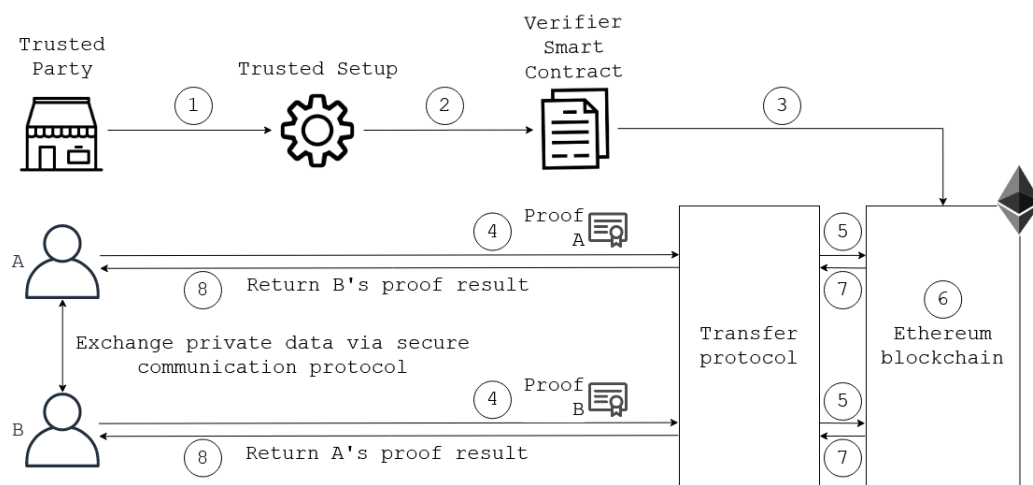 Verifier
Smart
Contract
Trusted
Party
Trusted Setup
1
2
3
4
Proof
A
5
A
8
Return B's proof result
7
6
Exchange private data via secure
communication protocol
Transfer
protocol
Ethereum
blockchain
4
Proof
B
5
B
8
Return A's proof result
7